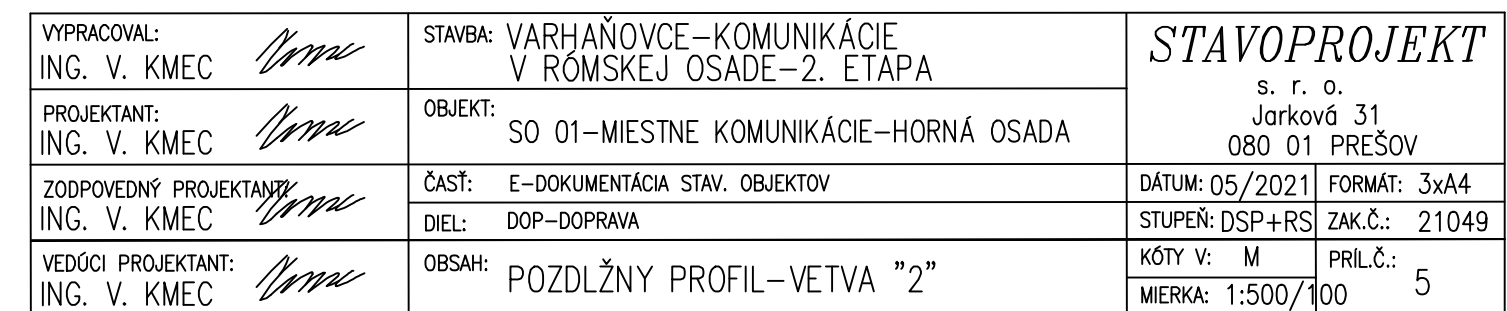 VYPRACOVAL:
ING. V. KMEC
PROJEKTANT:
ING. V. KMEC
ZODPOVEDNÝ PROJEKTANT:
ING. V. KMEC
VEDÚCI PROJEKTANT:
ING. V. KMEC
STAVBA: VARHAŇOVCE-KOMUNIKÁCIE
V RÓMSKEJ OSADE-2. ETAPA
OBJEKT:
SO 01-MIESTNE KOMUNIKÁCIE-HORNÁ OSADA
ČASŤ: E-DOKUMENTÁCIA STAV. OBJEKTOV
DIEL: DOP-DOPRAVA
OBSAH: POZDLŽNY PROFIL-VETVA "2"
STAVOPROJEKT
s. r. o.
Jarková 31
080 01 PREŠOV
DÁTUM: 05/2021 FORMÁT: 3xA4
STUPEŇ: DSP+RS ZAK.Č.: 21049
KÓTY V: M PRÍL.Č.: 5
MIERKA: 1:500/100